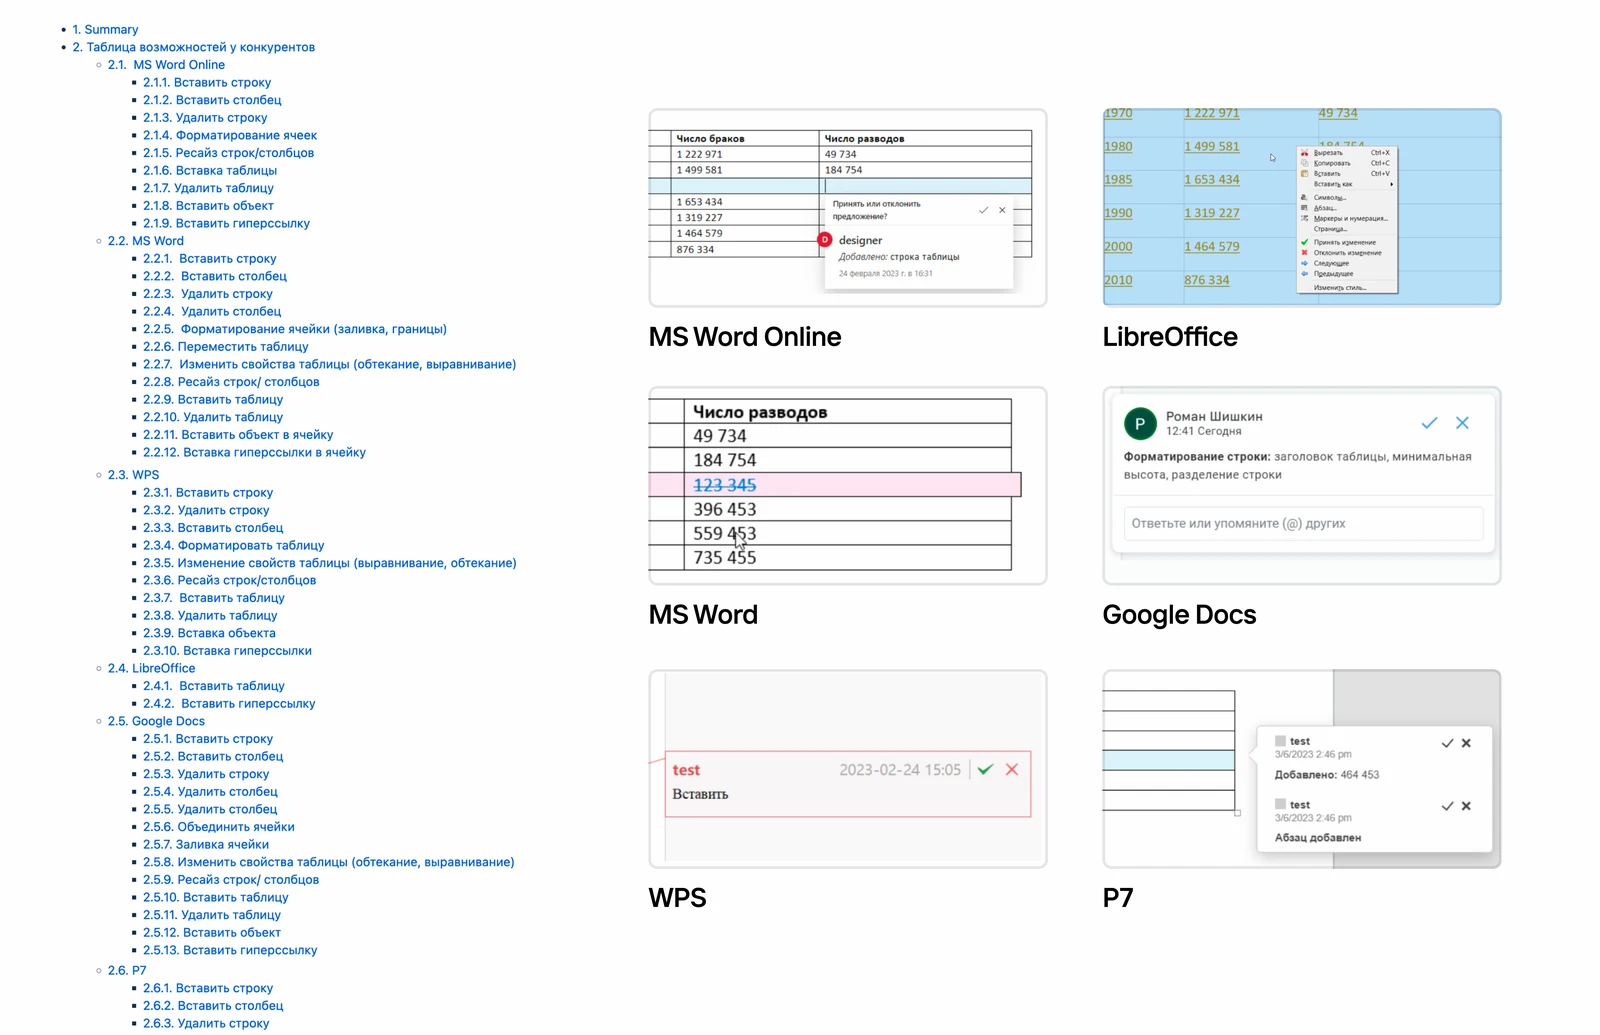 1. Summary
2. Таблица возможностей у конкурентов
2.1. MS Word Online
2.1.1. Вставить строку
2.1.2. Вставить столбец
2.1.3. Удалить строку
2.1.4. Форматирование ячеек
2.1.5. Ресайз строк/столбцов
2.1.6. Вставка таблицы
2.1.7. Удалить таблицу
2.1.8. Вставить объект
2.1.9. Вставить гиперссылку
2.2. MS Word
2.2.1. Вставить строку
2.2.2. Вставить столбец
2.2.3. Удалить строку
2.2.4. Удалить столбец
2.2.5. Форматирование ячейки (заливка, границы)
2.2.6. Переместить таблицу
2.2.7. Изменить свойства таблицы (обтекание, выравнивание)
2.2.8. Ресайз строк/ столбцов
2.2.9. Вставить таблицу
2.2.10. Удалить таблицу
2.2.11. Вставить объект в ячейку
2.2.12. Вставка гиперссылки в ячейку
2.3. WPS
2.3.1. Вставить строку
2.3.2. Удалить строку
2.3.3. Вставить столбец
2.3.4. Форматировать таблицу
2.3.5. Изменение свойств таблицы (выравнивание, обтекание)
2.3.6. Ресайз строк/столбцов
2.3.7. Вставить таблицу
2.3.8. Удалить таблицу
2.3.9. Вставка объекта
2.3.10. Вставка гиперссылки
2.4. LibreOffice
2.4.1. Вставить таблицу
2.4.2. Вставить гиперссылку
2.5. Google Docs
2.5.1. Вставить строку
2.5.2. Вставить столбец
2.5.3. Удалить строку
2.5.4. Удалить столбец
2.5.5. Удалить столбец
2.5.6. Объединить ячейки
2.5.7. Заливка ячейки
2.5.8. Изменить свойства таблицы (обтекание, выравнивание)
2.5.9. Ресайз строк/ столбцов
2.5.10. Вставить таблицу
2.5.11. Удалить таблицу
2.5.12. Вставить объект
2.5.13. Вставить гиперссылку
2.6. P7
2.6.1. Вставить строку
2.6.2. Вставить столбец
2.6.3. Удалить строку
Число браков Число разводов
1 222 971 49 734
1 499 581 184 754
1 653 434
1 319 227
1 464 579
876 334
Принять или отклонить
предложение?
D designer
Добавлено: строка таблицы
24 февраля 2023 г. в 16:31
MS Word Online
1970 1 222 971 49 734
1980 1 499 581 184 754
1985 1 653 434
1990 1 319 227
2000 1 464 579
2010 876 334
Вырезать Ctrl+X
Копировать Ctrl+C
Вставить Ctrl+V
Вставить как
Символы...
Абзац...
Маркеры и нумерация...
Страница...
Принять изменение
Отклонить изменение
Следующее
Предыдущее
Изменить стиль...
LibreOffice
Число разводов
49 734
184 754
123 345
396 453
559 453
735 455
MS Word
Р Роман Шишкин
12:41 Сегодня
Форматирование строки: заголовок таблицы, минимальная
высота, разделение строки
Ответьте или упомяните (@) других
Google Docs
test 2023-02-24 15:05
Вставить
WPS
test
3/6/2023 2:46 pm
Добавлено: 464 453
test
3/6/2023 2:46 pm
Абзац добавлен
P7